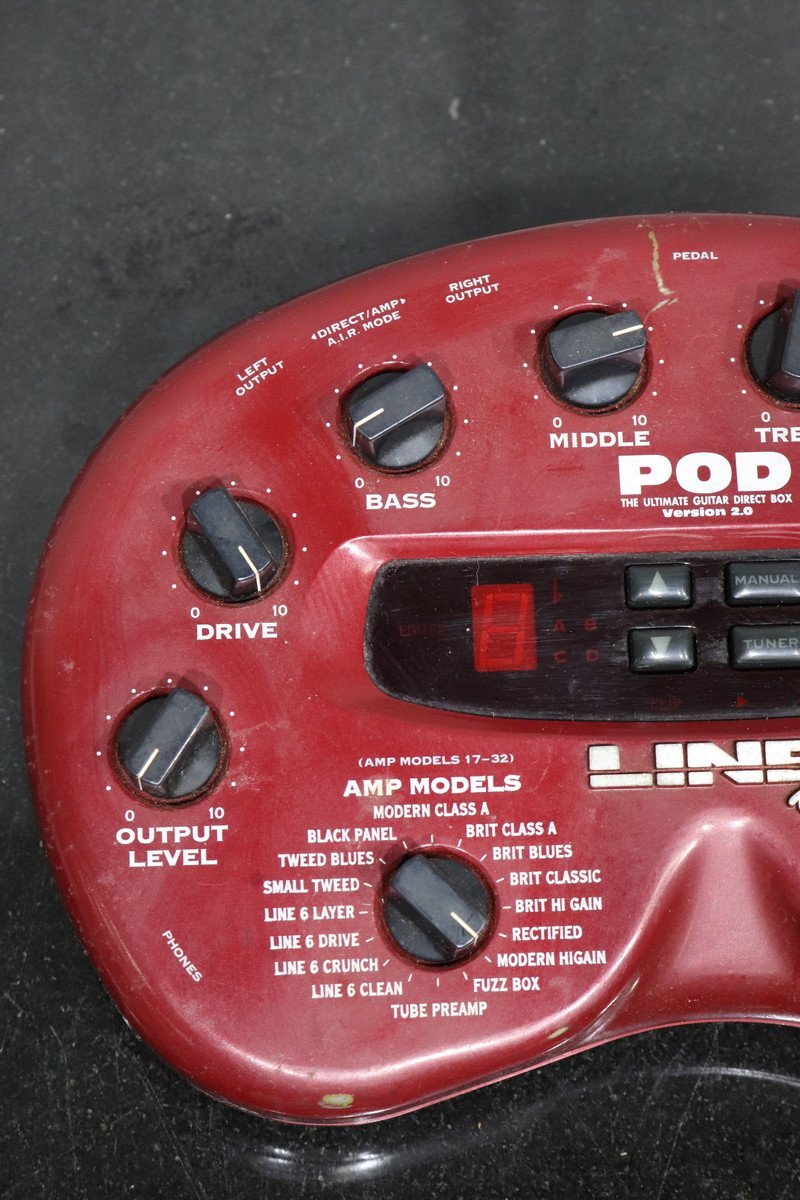 PEDAL
RIGHT
OUTPUT
DIRECT/AMP
A.I.R. MODE
LEFT
OUTPUT
0 10
MIDDLE
0
TRE
0 10
BASS
POD
THE ULTIMATE GUITAR DIRECT BOX
Version 2.0
0 10
DRIVE
MANUAL
TUNER
A B
C D
0 10
OUTPUT
LEVEL
LINE
(AMP MODELS 17-32)
AMP MODELS
MODERN CLASS A
BLACK PANEL
BRIT CLASS A
TWEED BLUES
BRIT BLUES
SMALL TWEED
BRIT CLASSIC
LINE 6 LAYER
BRIT HI GAIN
LINE 6 DRIVE
RECTIFIED
LINE 6 CRUNCH
MODERN HIGAIN
LINE 6 CLEAN
FUZZ BOX
TUBE PREAMP
PHONES